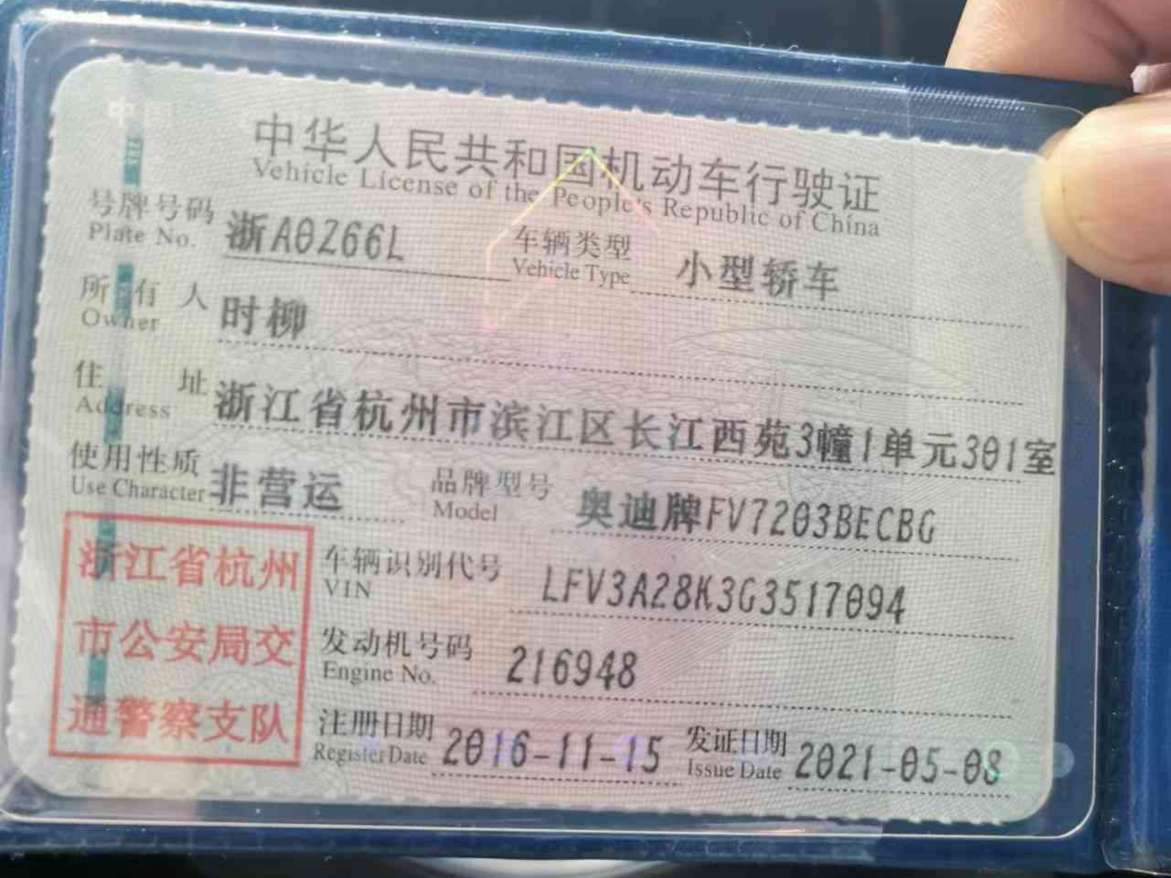 中华人民共和国机动车行驶证
Vehicle License of the People's Republic of China
号牌号码 浙A0Z66L 车辆类型 小型轿车
Plate No. Vehicle Type
所有人 时柳
Owner
住址 浙江省杭州市滨江区长江西苑3幢1单元301室
Address
使用性质 非营运 品牌型号 奥迪牌FV7203BECBG
Use Character Model
浙江省杭州 车辆识别代号 LFV3A28K3G3517094
VIN
市公安局交 发动机号码 216948
Engine No.
通警察支队 注册日期 2016-11-15 发证日期 2021-05-08
Register Date Issue Date